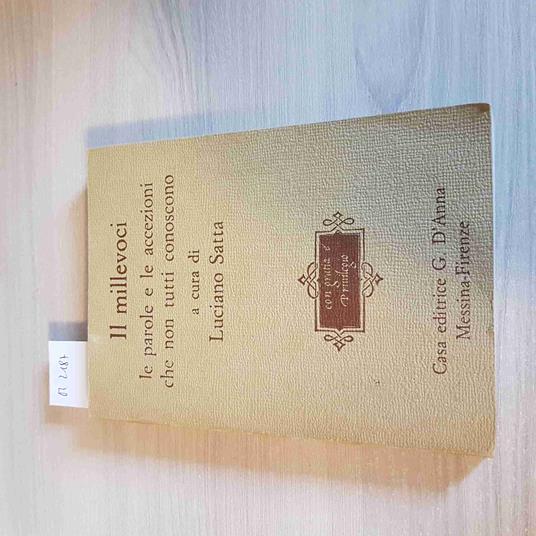 Il millevoci
le parole e le accezioni
che non tutti conoscono
a cura di
Luciano Satta
con gratia e
Privilegio
Casa editrice G. D'Anna
Messina-Firenze